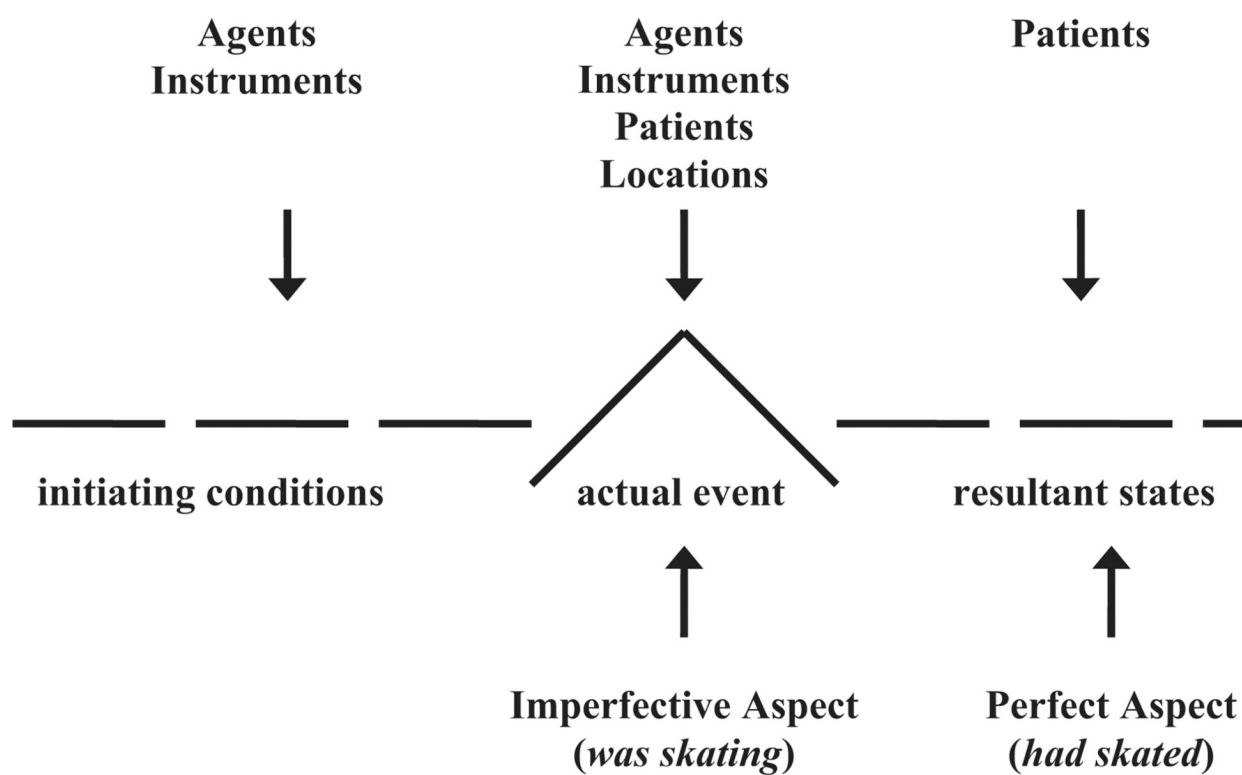 Agents
Instruments
Agents
Instruments
Patients
Locations
Patients
initiating conditions
actual event
resultant states
Imperfective Aspect
(was skating)
Perfect Aspect
(had skated)